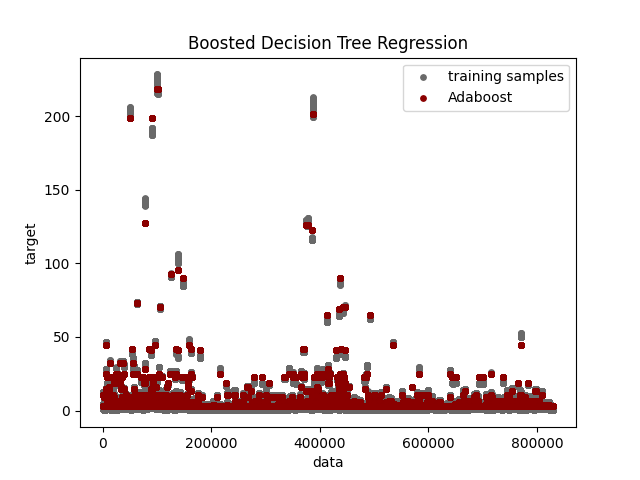 Boosted Decision Tree Regression
training samples
Adaboost
target
200
150
100
50
0
0
200000
400000
600000
800000
data